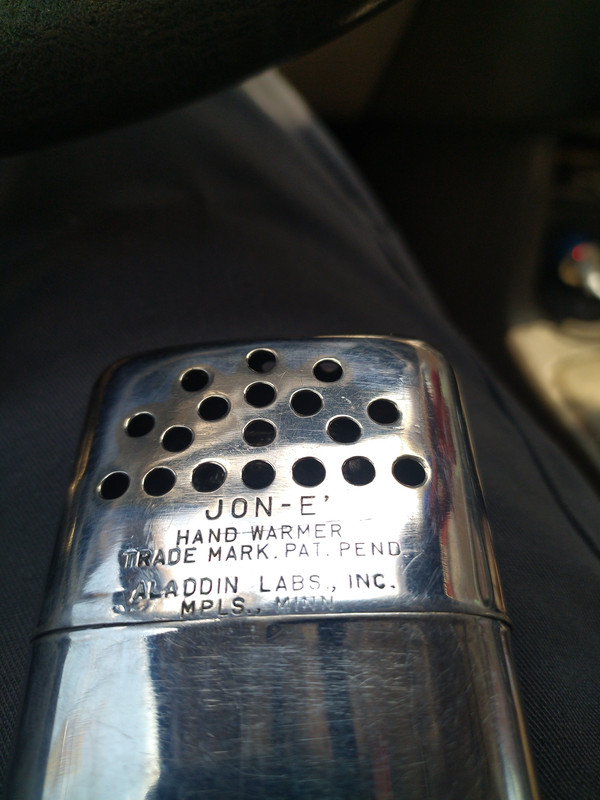 JON-E'
HAND WARMER
TRADE MARK. PAT. PEND.
ALADDIN LABS., INC.
MPLS., MINN.